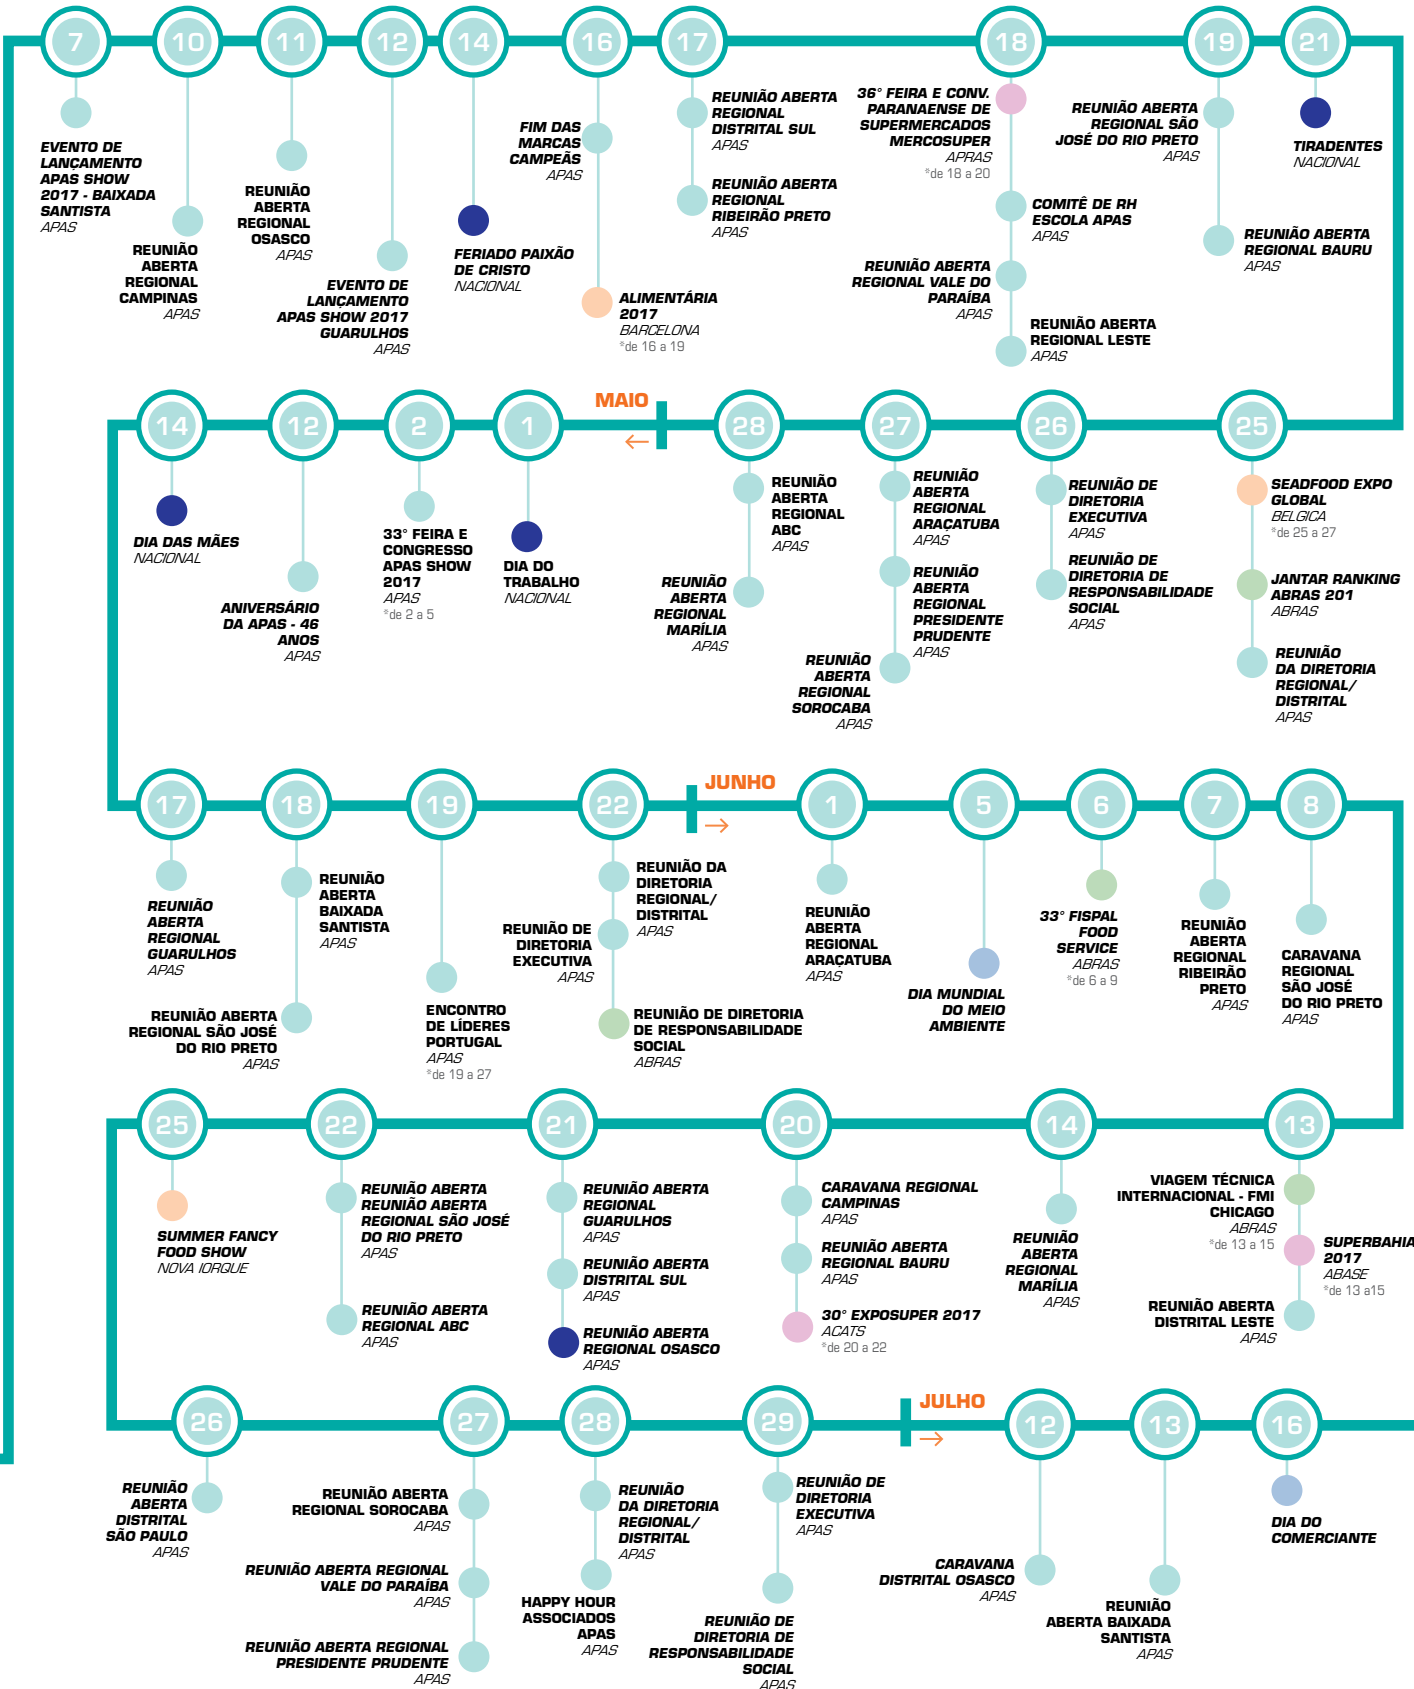 7
EVENTO DE
LANÇAMENTO
APAS SHOW
2017 - BAIXADA
SANTISTA
APAS
10
REUNIÃO
ABERTA
REGIONAL
CAMPINAS
APAS
11
REUNIÃO
ABERTA
REGIONAL
OSASCO
APAS
12
EVENTO DE
LANÇAMENTO
APAS SHOW 2017
GUARULHOS
APAS
14
FERIADO PAIXÃO
DE CRISTO
NACIONAL
16
FIM DAS
MARCAS
CAMPEÃS
APAS
ALIMENTÁRIA
2017
BARCELONA
*de 16 a 19
17
REUNIÃO ABERTA
REGIONAL
DISTRITAL SUL
APAS
REUNIÃO ABERTA
REGIONAL
RIBEIRÃO PRETO
APAS
18
36° FEIRA E CONV.
PARANAENSE DE
SUPERMERCADOS
MERCOSUPER
APRAS
*de 18 a 20
COMITÊ DE RH
ESCOLA APAS
APAS
REUNIÃO ABERTA
REGIONAL VALE DO
PARAÍBA
APAS
REUNIÃO ABERTA
REGIONAL LESTE
APAS
19
REUNIÃO ABERTA
REGIONAL SÃO
JOSÉ DO RIO PRETO
APAS
REUNIÃO ABERTA
REGIONAL BAURU
APAS
21
TIRADENTES
NACIONAL
25
SEADFOOD EXPO
GLOBAL
BELGICA
*de 25 a 27
JANTAR RANKING
ABRAS 201
ABRAS
REUNIÃO
DA DIRETORIA
REGIONAL/
DISTRITAL
APAS
26
REUNIÃO DE
DIRETORIA
EXECUTIVA
APAS
REUNIÃO DE
DIRETORIA DE
RESPONSABILIDADE
SOCIAL
APAS
27
REUNIÃO
ABERTA
REGIONAL
ARAÇATUBA
APAS
REUNIÃO
ABERTA
REGIONAL
PRESIDENTE
PRUDENTE
APAS
REUNIÃO
ABERTA
REGIONAL
SOROCABA
APAS
28
REUNIÃO
ABERTA
REGIONAL
ABC
APAS
REUNIÃO
ABERTA
REGIONAL
MARÍLIA
APAS
MAIO
←
1
DIA DO
TRABALHO
NACIONAL
2
33° FEIRA E
CONGRESSO
APAS SHOW
2017
APAS
*de 2 a 5
12
ANIVERSÁRIO
DA APAS - 46
ANOS
APAS
14
DIA DAS MÃES
NACIONAL
17
REUNIÃO
ABERTA
REGIONAL
GUARULHOS
APAS
18
REUNIÃO
ABERTA
BAIXADA
SANTISTA
APAS
REUNIÃO ABERTA
REGIONAL SÃO JOSÉ
DO RIO PRETO
APAS
19
ENCONTRO
DE LÍDERES
PORTUGAL
APAS
*de 19 a 27
22
REUNIÃO DA
DIRETORIA
REGIONAL/
DISTRITAL
APAS
REUNIÃO DE
DIRETORIA
EXECUTIVA
APAS
REUNIÃO DE DIRETORIA
DE RESPONSABILIDADE
SOCIAL
ABRAS
JUNHO
→
1
REUNIÃO
ABERTA
REGIONAL
ARAÇATUBA
APAS
5
DIA MUNDIAL
DO MEIO
AMBIENTE
6
33° FISPAL
FOOD
SERVICE
ABRAS
*de 6 a 9
7
REUNIÃO
ABERTA
REGIONAL
RIBEIRÃO
PRETO
APAS
8
CARAVANA
REGIONAL
SÃO JOSÉ
DO RIO PRETO
APAS
13
VIAGEM TÉCNICA
INTERNACIONAL - FMI
CHICAGO
ABRAS
*de 13 a 15
SUPERBAHIA
2017
ABASE
*de 13 a15
REUNIÃO ABERTA
DISTRITAL LESTE
APAS
14
REUNIÃO
ABERTA
REGIONAL
MARÍLIA
APAS
20
CARAVANA REGIONAL
CAMPINAS
APAS
REUNIÃO ABERTA
REGIONAL BAURU
APAS
30° EXPOSUPER 2017
ACATS
*de 20 a 22
21
REUNIÃO ABERTA
REGIONAL
GUARULHOS
APAS
REUNIÃO ABERTA
DISTRITAL SUL
APAS
REUNIÃO ABERTA
REGIONAL OSASCO
APAS
22
REUNIÃO ABERTA
REUNIÃO ABERTA
REGIONAL SÃO JOSÉ
DO RIO PRETO
APAS
REUNIÃO ABERTA
REGIONAL ABC
APAS
25
SUMMER FANCY
FOOD SHOW
NOVA IORQUE
26
REUNIÃO
ABERTA
DISTRITAL
SÃO PAULO
APAS
27
REUNIÃO ABERTA
REGIONAL SOROCABA
APAS
REUNIÃO ABERTA REGIONAL
VALE DO PARAÍBA
APAS
REUNIÃO ABERTA REGIONAL
PRESIDENTE PRUDENTE
APAS
28
REUNIÃO
DA DIRETORIA
REGIONAL/
DISTRITAL
APAS
HAPPY HOUR
ASSOCIADOS
APAS
APAS
29
REUNIÃO DE
DIRETORIA
EXECUTIVA
APAS
REUNIÃO DE
DIRETORIA DE
RESPONSABILIDADE
SOCIAL
APAS
JULHO
→
12
CARAVANA
DISTRITAL OSASCO
APAS
13
REUNIÃO
ABERTA BAIXADA
SANTISTA
APAS
16
DIA DO
COMERCIANTE